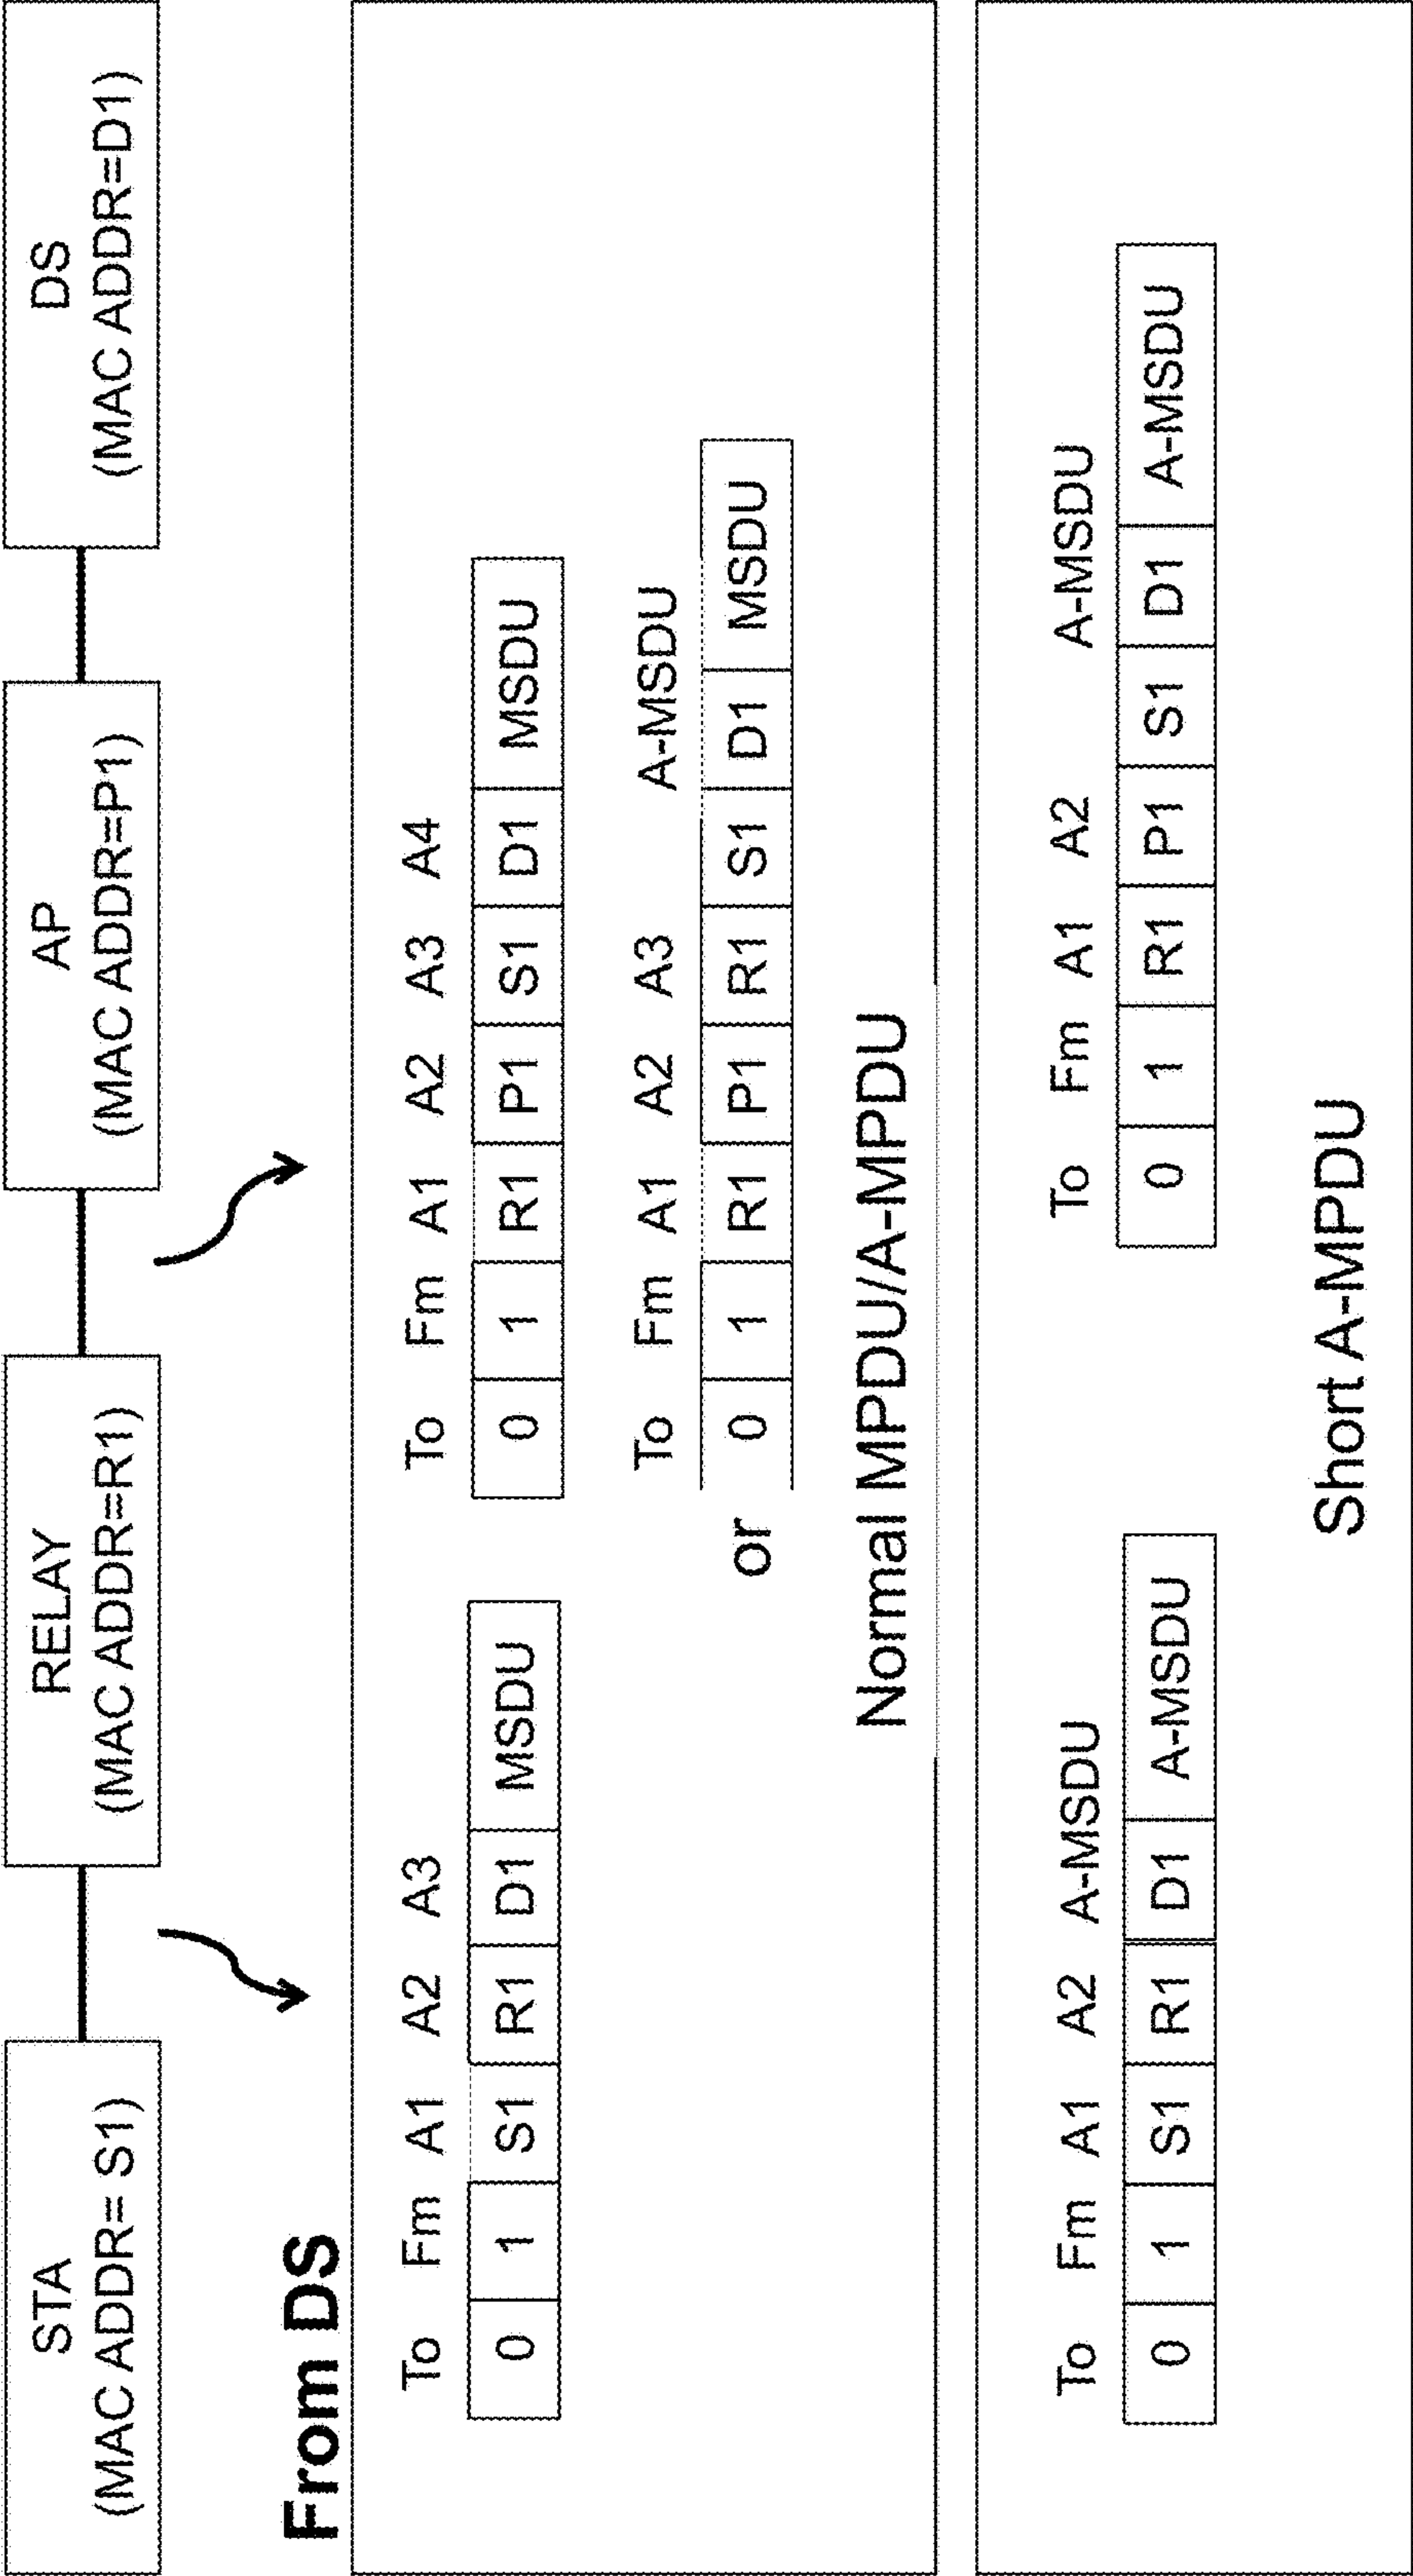 STA
(MAC ADDR= S1)
RELAY
(MAC ADDR=R1)
AP
(MAC ADDR=P1)
DS
(MAC ADDR=D1)
From DS
To Fm A1 A2 A3
0 1 S1 R1 D1 MSDU
To Fm A1 A2 A3 A4
0 1 R1 P1 S1 D1 MSDU
or
To Fm A1 A2 A3 A-MSDU
0 1 R1 P1 R1 S1 D1 MSDU
Normal MPDU/A-MPDU
To Fm A1 A2 A-MSDU
0 1 S1 R1 D1 A-MSDU
To Fm A1 A2 A-MSDU
0 1 R1 P1 S1 D1 A-MSDU
Short A-MPDU